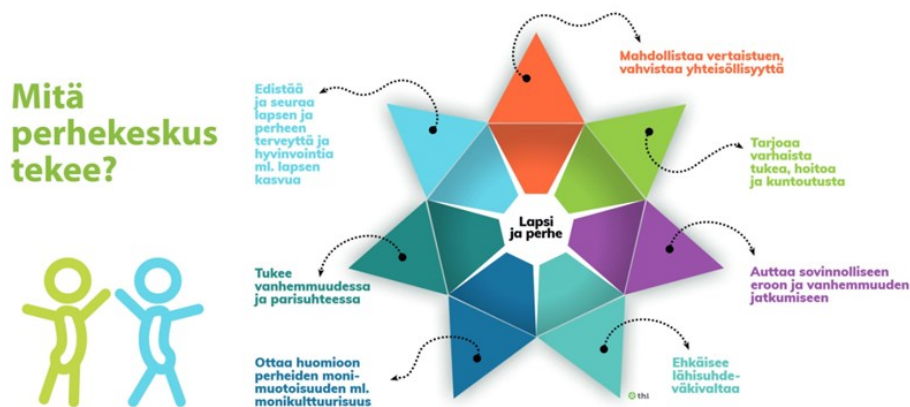 Mitä
perhekeskus
tekee?
Edistää
ja seuraa
lapsen ja
perheen
terveyttä ja
hyvinvointia
ml. lapsen
kasvua
Mahdollistaa vertaistuen,
vahvistaa yhteisöllisyyttä
Tarjoaa
varhaista
tukea, hoitoa
ja kuntoutusta
Lapsi
ja perhe
Tukee
vanhemmuudessa
ja parisuhteessa
Auttaa sovinnolliseen
eroon ja vanhemmuuden
jatkumiseen
Ottaa huomioon
perheiden moni-
muotoisuuden ml.
monikulttuurisuus
Ehkäisee
lähisuhde-
väkivaltaa
thl